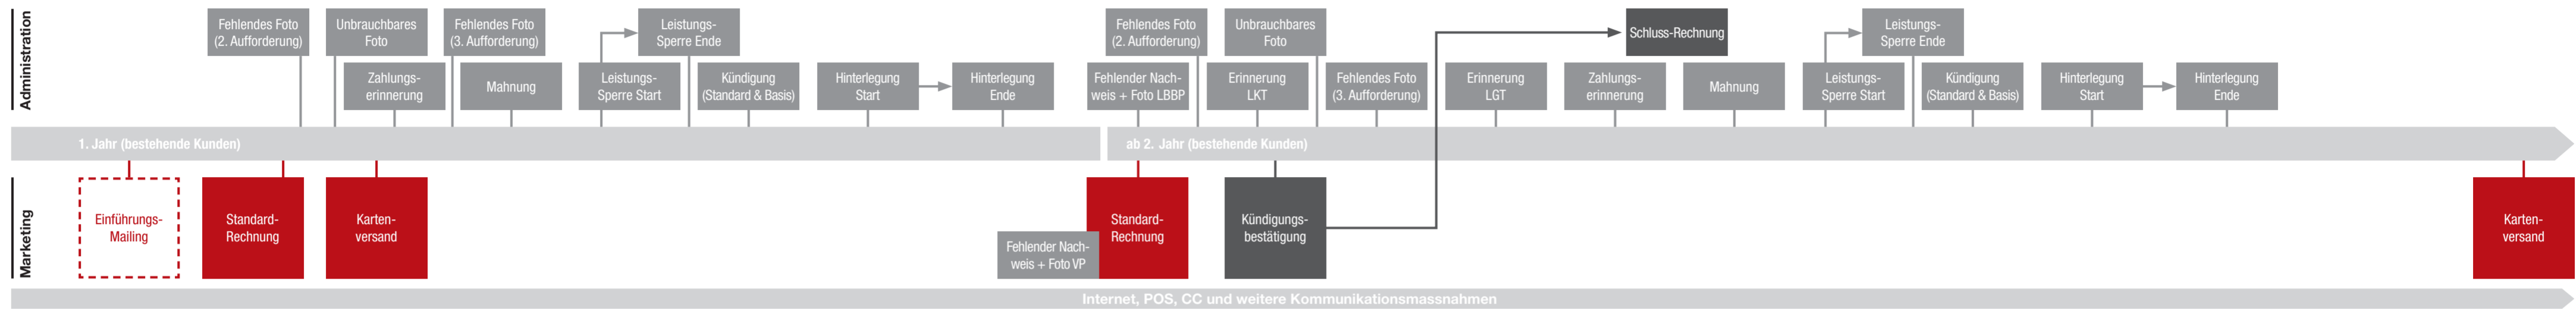 Administration
Fehlendes Foto
(2. Aufforderung)
Unbrauchbares
Foto
Fehlendes Foto
(3. Aufforderung)
Leistungs-
Sperre Ende
Fehlendes Foto
(2. Aufforderung)
Unbrauchbares
Foto
Schluss-Rechnung
Leistungs-
Sperre Ende
Zahlungs-
erinnerung
Mahnung
Leistungs-
Sperre Start
Kündigung
(Standard & Basis)
Hinterlegung
Start
Hinterlegung
Ende
Fehlender Nach-
weis + Foto LBBP
Erinnerung
LKT
Fehlendes Foto
(3. Aufforderung)
Erinnerung
LGT
Zahlungs-
erinnerung
Mahnung
Leistungs-
Sperre Start
Kündigung
(Standard & Basis)
Hinterlegung
Start
Hinterlegung
Ende
1. Jahr (bestehende Kunden)
ab 2. Jahr (bestehende Kunden)
Marketing
Einführungs-
Mailing
Standard-
Rechnung
Karten-
versand
Fehlender Nach-
weis + Foto VP
Standard-
Rechnung
Kündigungs-
bestätigung
Karten-
versand
Internet, POS, CC und weitere Kommunikationsmassnahmen